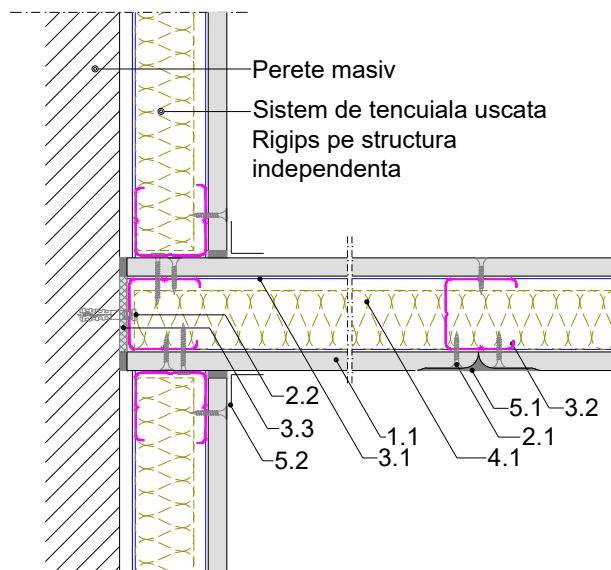 Perete masiv
Sistem de tencuiala uscata
Rigips pe structura
independenta
2.2
3.3
5.2
1.1
3.1
5.1
2.1
4.1
3.2